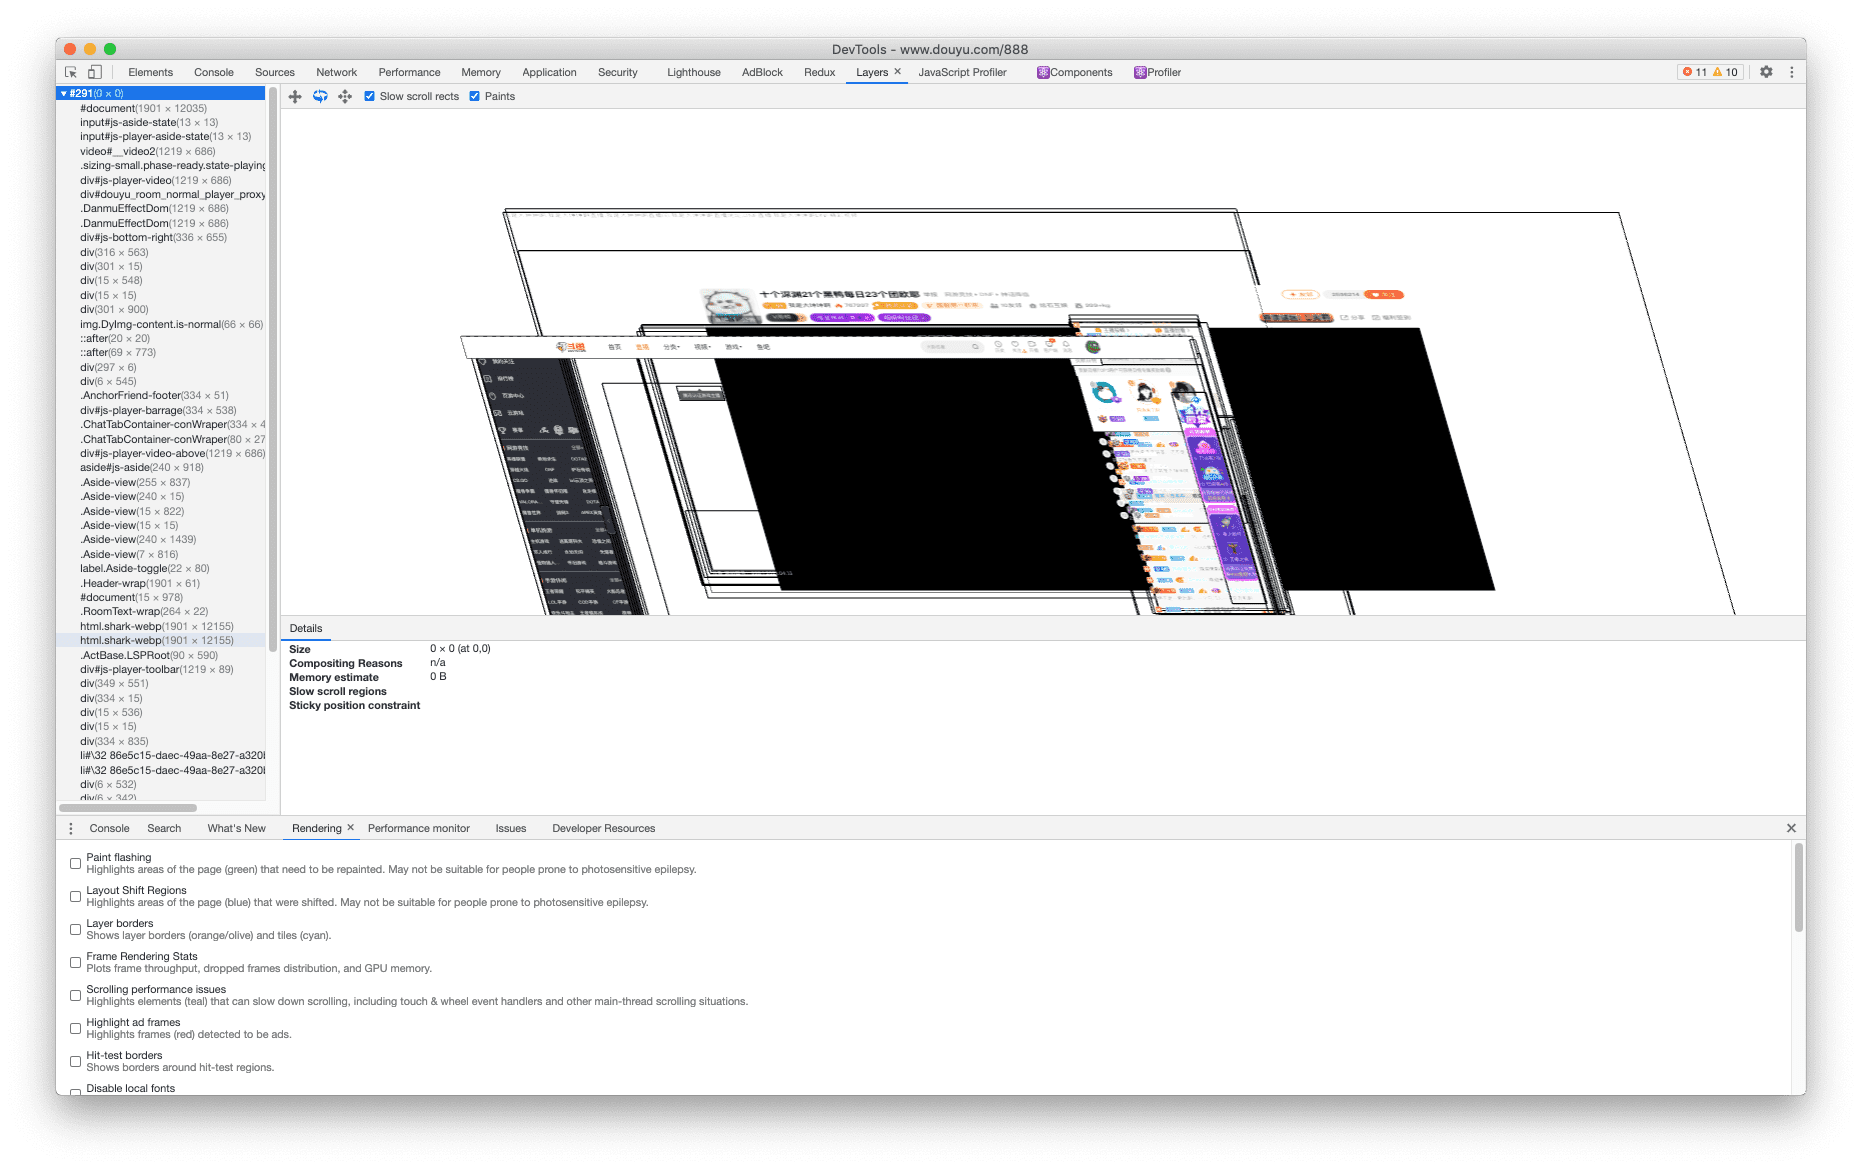 DevTools - www.douyu.com/888
Elements Console Sources Network Performance Memory Application Security Lighthouse AdBlock Redux Layers JavaScript Profiler Components Profiler 11 10
#291(0 × 0)
Slow scroll rects Paints
#document(1901 × 12035)
input#js-aside-state(13 × 13)
input#js-player-aside-state(13 × 13)
video#__video2(1219 × 686)
.sizing-small.phase-ready.state-playing
div#js-player-video(1219 × 686)
div#douyu_room_normal_player_proxy
.DanmuEffectDom(1219 × 686)
.DanmuEffectDom(1219 × 686)
div#js-bottom-right(336 × 655)
div(316 × 563)
div(301 × 15)
div(15 × 548)
div(15 × 15)
div(301 × 900)
img.DyImg-content.is-normal(66 × 66)
::after(20 × 20)
::after(69 × 773)
div(297 × 6)
div(6 × 545)
.AnchorFriend-footer(334 × 51)
div#js-player-barrage(334 × 538)
.ChatTabContainer-conWraper(334 × 4
.ChatTabContainer-conWraper(80 × 27
div#js-player-video-above(1219 × 686)
aside#js-aside(240 × 918)
.Aside-view(255 × 837)
.Aside-view(240 × 15)
.Aside-view(15 × 822)
.Aside-view(15 × 15)
.Aside-view(240 × 1439)
.Aside-view(7 × 816)
label.Aside-toggle(22 × 80)
.Header-wrap(1901 × 61)
#document(15 × 978)
.RoomText-wrap(264 × 22)
html.shark-webp(1901 × 12155)
html.shark-webp(1901 × 12155)
.ActBase.LSPRoot(90 × 590)
div#js-player-toolbar(1219 × 89)
div(349 × 551)
div(334 × 15)
div(15 × 536)
div(15 × 15)
div(334 × 835)
li#\32 86e5c15-daec-49aa-8e27-a320
li#\32 86e5c15-daec-49aa-8e27-a320
div(6 × 532)
div(6 × 342)
十个深渊21个黑鸭每日23个团欧耶
首页 直播 分类 视频 游戏 鱼吧
Details
Size 0 × 0 (at 0,0)
Compositing Reasons n/a
Memory estimate 0 B
Slow scroll regions
Sticky position constraint
Console Search What's New Rendering Performance monitor Issues Developer Resources
Paint flashing
Highlights areas of the page (green) that need to be repainted. May not be suitable for people prone to photosensitive epilepsy.
Layout Shift Regions
Highlights areas of the page (blue) that were shifted. May not be suitable for people prone to photosensitive epilepsy.
Layer borders
Shows layer borders (orange/olive) and tiles (cyan).
Frame Rendering Stats
Plots frame throughput, dropped frames distribution, and GPU memory.
Scrolling performance issues
Highlights elements (teal) that can slow down scrolling, including touch & wheel event handlers and other main-thread scrolling situations.
Highlight ad frames
Highlights frames (red) detected to be ads.
Hit-test borders
Shows borders around hit-test regions.
Disable local fonts